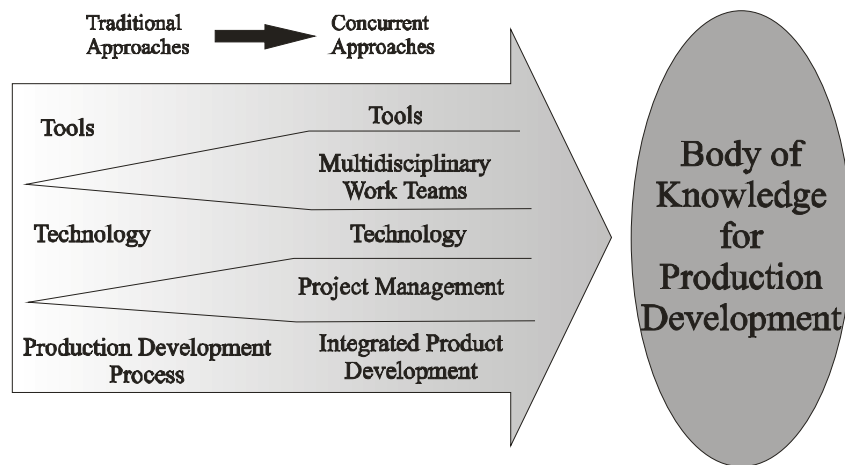 Traditional
Approaches
Concurrent
Approaches
Tools
Tools
Multidisciplinary
Work Teams
Technology
Technology
Project Management
Production Development
Process
Integrated Product
Development
Body of
Knowledge
for
Production
Development